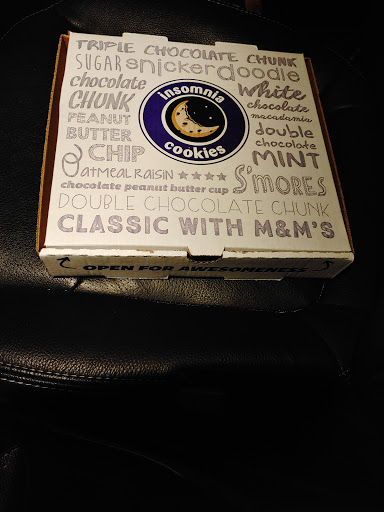 TRIPLE CHOCOLATE CHUNK
SUGAR snickerdoodle
chocolate CHUNK
white chocolate macadamia
PEANUT BUTTER CHIP
insomnia cookies
double chocolate MINT
Oatmeal Raisin ★★★★
S'MORES
chocolate peanut butter cup
DOUBLE CHOCOLATE CHUNK
CLASSIC WITH M&M'S
OPEN FOR AWESOMENESS